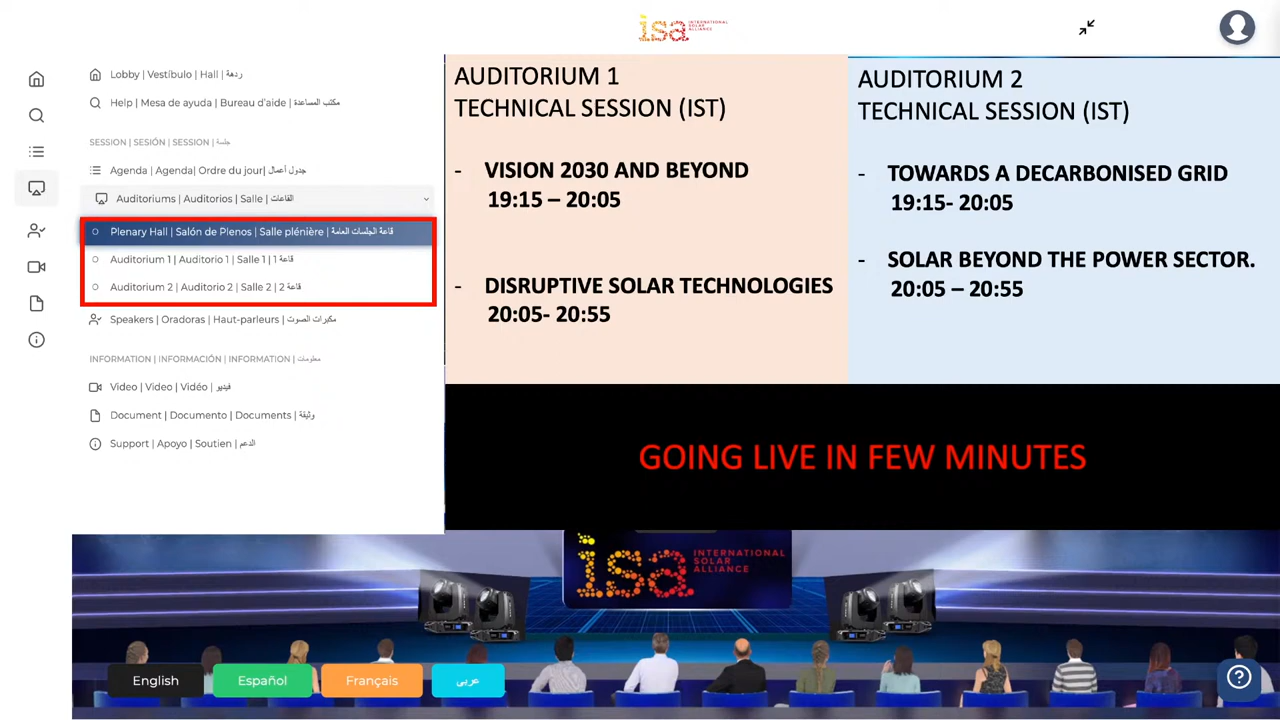 isa INTERNATIONAL
SOLAR
ALLIANCE
Lobby | Vestíbulo | Hall | ردهة
Help | Mesa de ayuda | Bureau d'aide | مكتب المساعدة
SESSION | SESIÓN | SESSION | جلسة
Agenda | Agenda| Ordre du jour| جدول أعمال
Auditoriums | Auditorios | Salle | القاعات
Plenary Hall | Salón de Plenos | Salle plénière | قاعة الجلسات العامة
Auditorium 1 | Auditorio 1 | Salle 1 | قاعة 1
Auditorium 2 | Auditorio 2 | Salle 2 | قاعة 2
Speakers | Oradoras | Haut-parleurs | مكبرات الصوت
INFORMATION | INFORMACIÓN | INFORMATION | معلومات
Video | Video | Vidéo | فيديو
Document | Documento | Documents | وثيقة
Support | Apoyo | Soutien | الدعم
AUDITORIUM 1
TECHNICAL SESSION (IST)
- VISION 2030 AND BEYOND
19:15 – 20:05
- DISRUPTIVE SOLAR TECHNOLOGIES
20:05- 20:55
AUDITORIUM 2
TECHNICAL SESSION (IST)
- TOWARDS A DECARBONISED GRID
19:15- 20:05
- SOLAR BEYOND THE POWER SECTOR.
20:05 – 20:55
GOING LIVE IN FEW MINUTES
isa INTERNATIONAL
SOLAR
ALLIANCE
English
Español
Français
عربى